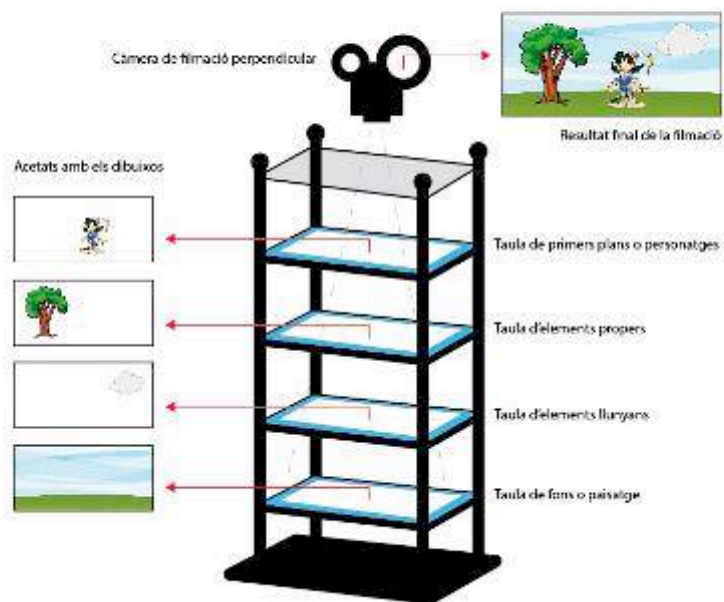 Càmera de filmació perpendicular
Resultat final de la filmació
Acetats amb els dibuixos
Taula de primers plans o personatges
Taula d'elements propers
Taula d'elements llunyans
Taula de fons o paisatge